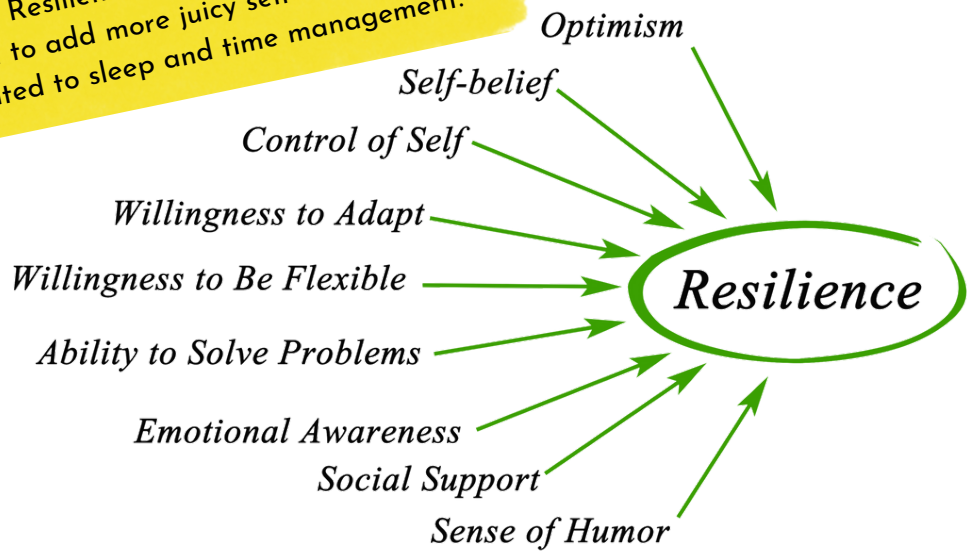 to add more juicy
to sleep and time management.
Optimism
Self-belief
Control of Self
Willingness to Adapt
Willingness to Be Flexible
Ability to Solve Problems
Emotional Awareness
Social Support
Sense of Humor
Resilience